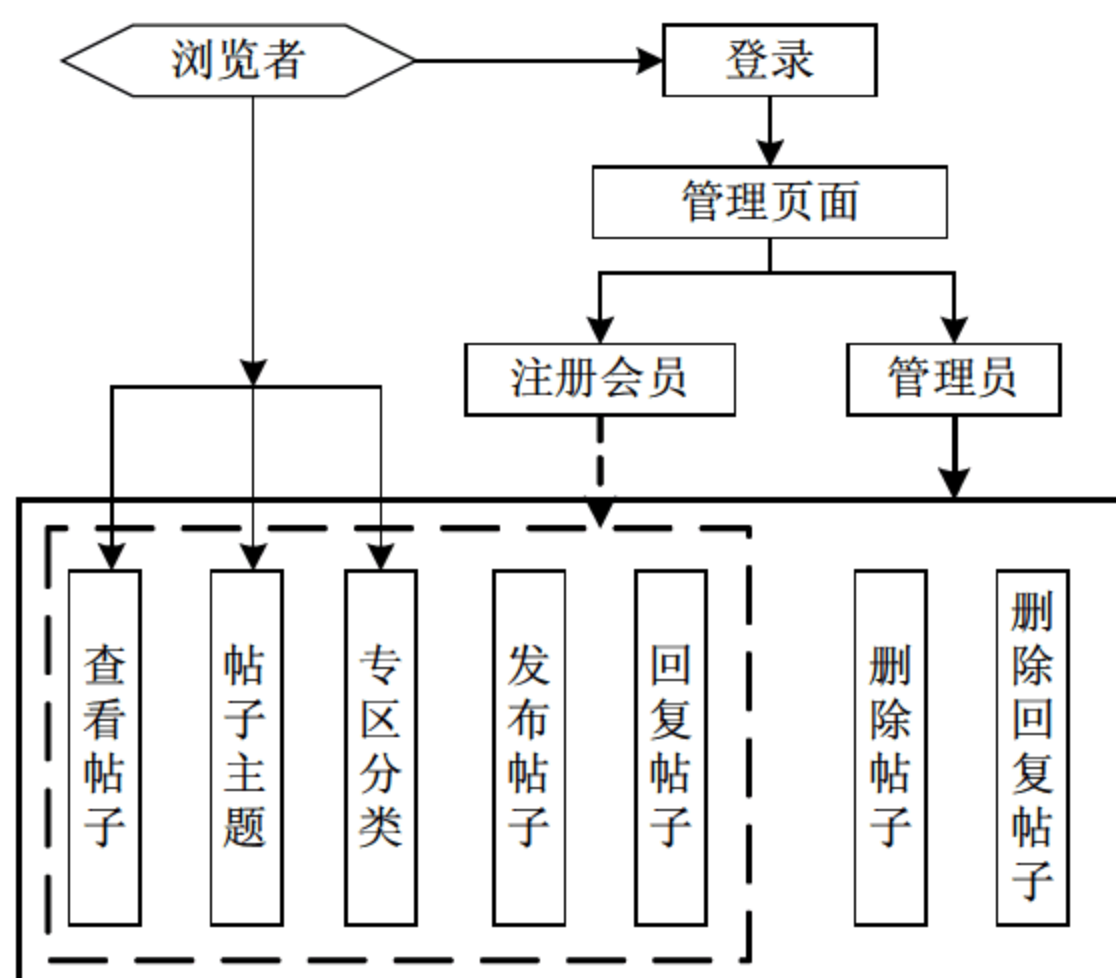 浏览者
登录
管理页面
注册会员
管理员
查看帖子
帖子主题
专区分类
发布帖子
回复帖子
删除帖子
删除回复帖子